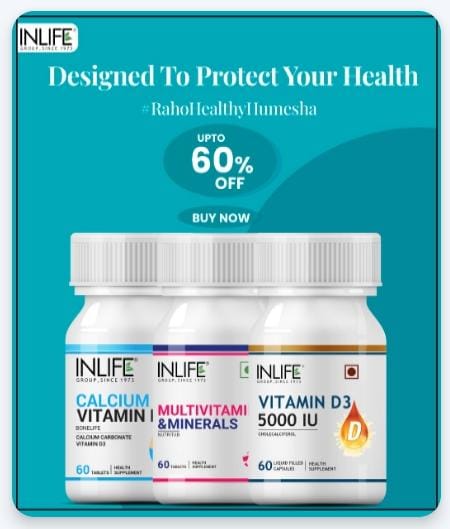 INLIFE
GROUP, SINCE 1973
Designed To Protect Your Health
#RahoHealthyHumesha
UPTO
60%
OFF
BUY NOW
INLIFE
GROUP, SINCE 1973
CALCIUM
VITAMIN
BONELIFE
CALCIUM CARBONATE
VITAMIN D3
60 TABLETS
HEALTH
SUPPLEMENT
INLIFE
GROUP, SINCE 1973
MULTIVITAMI
&MINERALS
60 TABLETS
HEALTH
SUPPLEMENT
INLIFE
GROUP, SINCE 1973
VITAMIN D3
5000 IU
CHOLECALCIFEROL
D
60 LIQUID FILLED
CAPSULES
HEALTH
SUPPLEMENT